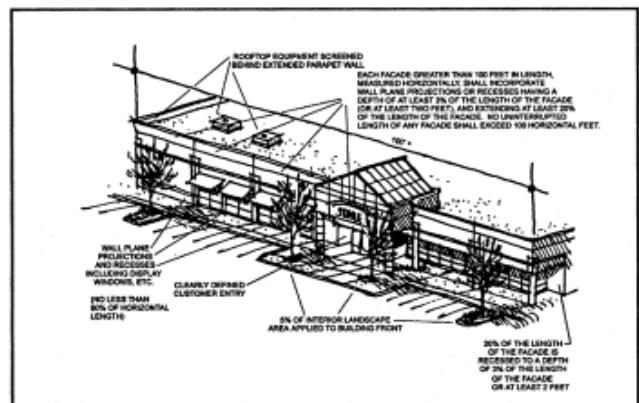 ROOFTOP EQUIPMENT SCREENED
BEHIND EXTENDED PARAPET WALL
EACH FACADE GREATER THAN 100 FEET IN LENGTH,
MEASURED HORIZONTALLY, SHALL INCORPORATE
WALL PLANE PROJECTIONS OR RECESSES HAVING A
DEPTH OF AT LEAST 3% OF THE LENGTH OF THE FACADE
(OR AT LEAST TWO FEET), AND EXTENDING AT LEAST 20%
OF THE LENGTH OF THE FACADE. NO UNINTERRUPTED
LENGTH OF ANY FACADE SHALL EXCEED 100 HORIZONTAL FEET.
WALL PLANE
PROJECTIONS
AND RECESSES
INCLUDING DISPLAY
WINDOWS, ETC.
(NO LESS THAN
60% OF HORIZONTAL
LENGTH)
CLEARLY DEFINED
CUSTOMER ENTRY
5% OF INTERIOR LANDSCAPE
AREA APPLIED TO BUILDING FRONT
20% OF THE LENGTH
OF THE FACADE IS
RECESSED TO A DEPTH
OF 3% OF THE LENGTH
OF THE FACADE
OR AT LEAST 2 FEET